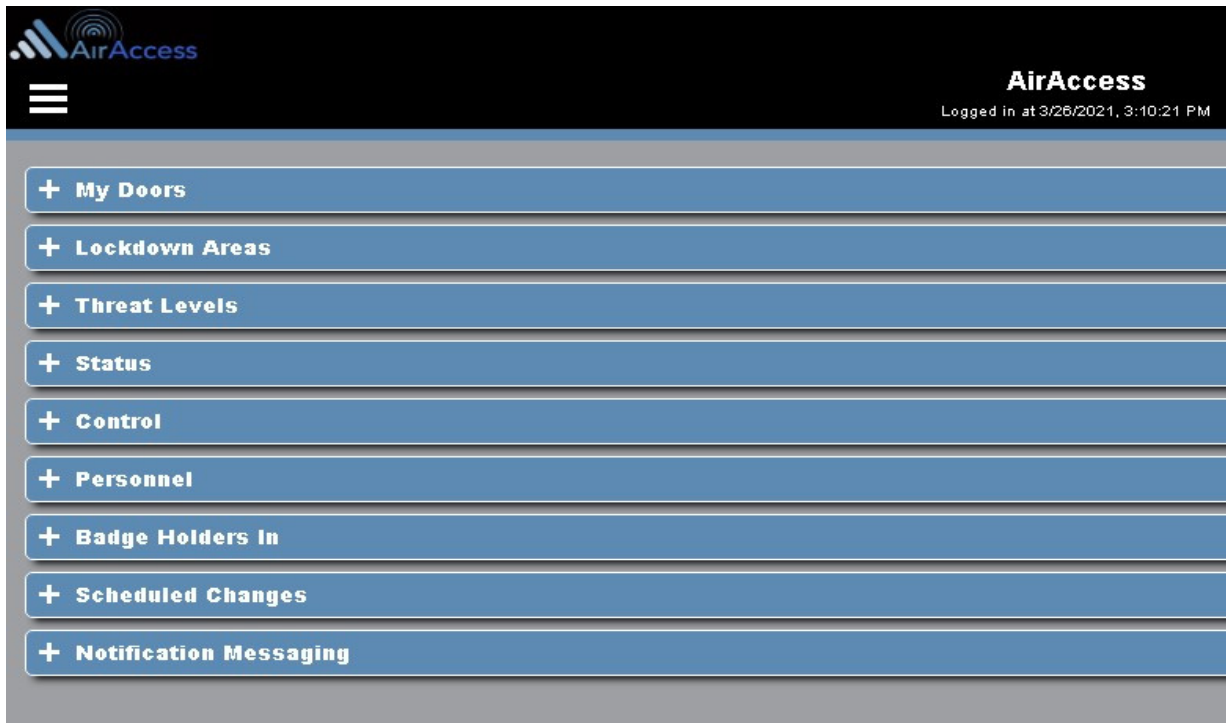 AirAccess
AirAccess
Logged in at 3/26/2021, 3:10:21 PM
+ My Doors
+ Lockdown Areas
+ Threat Levels
+ Status
+ Control
+ Personnel
+ Badge Holders In
+ Scheduled Changes
+ Notification Messaging